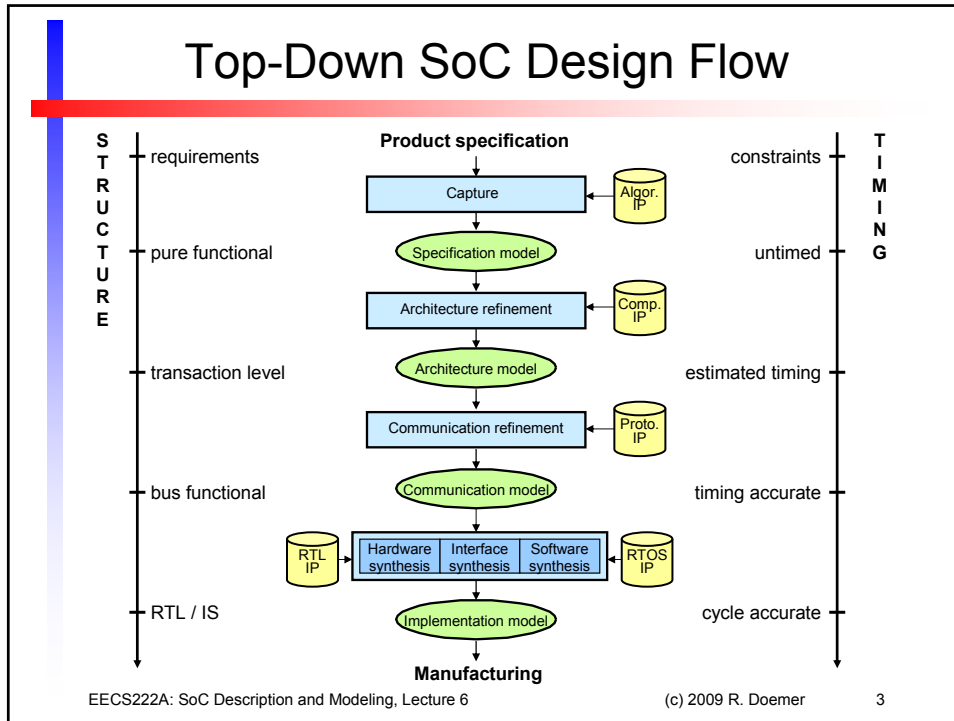 Top-Down SoC Design Flow
S
T
R
U
C
T
U
R
E
T
I
M
I
N
G
Product specification
requirements
constraints
Capture
Algor.
IP
pure functional
Specification model
untimed
Architecture refinement
Comp.
IP
transaction level
Architecture model
estimated timing
Communication refinement
Proto.
IP
bus functional
Communication model
timing accurate
RTL
IP
Hardware
synthesis
Interface
synthesis
Software
synthesis
RTOS
IP
RTL / IS
Implementation model
cycle accurate
Manufacturing
EECS222A: SoC Description and Modeling, Lecture 6
(c) 2009 R. Doemer
3